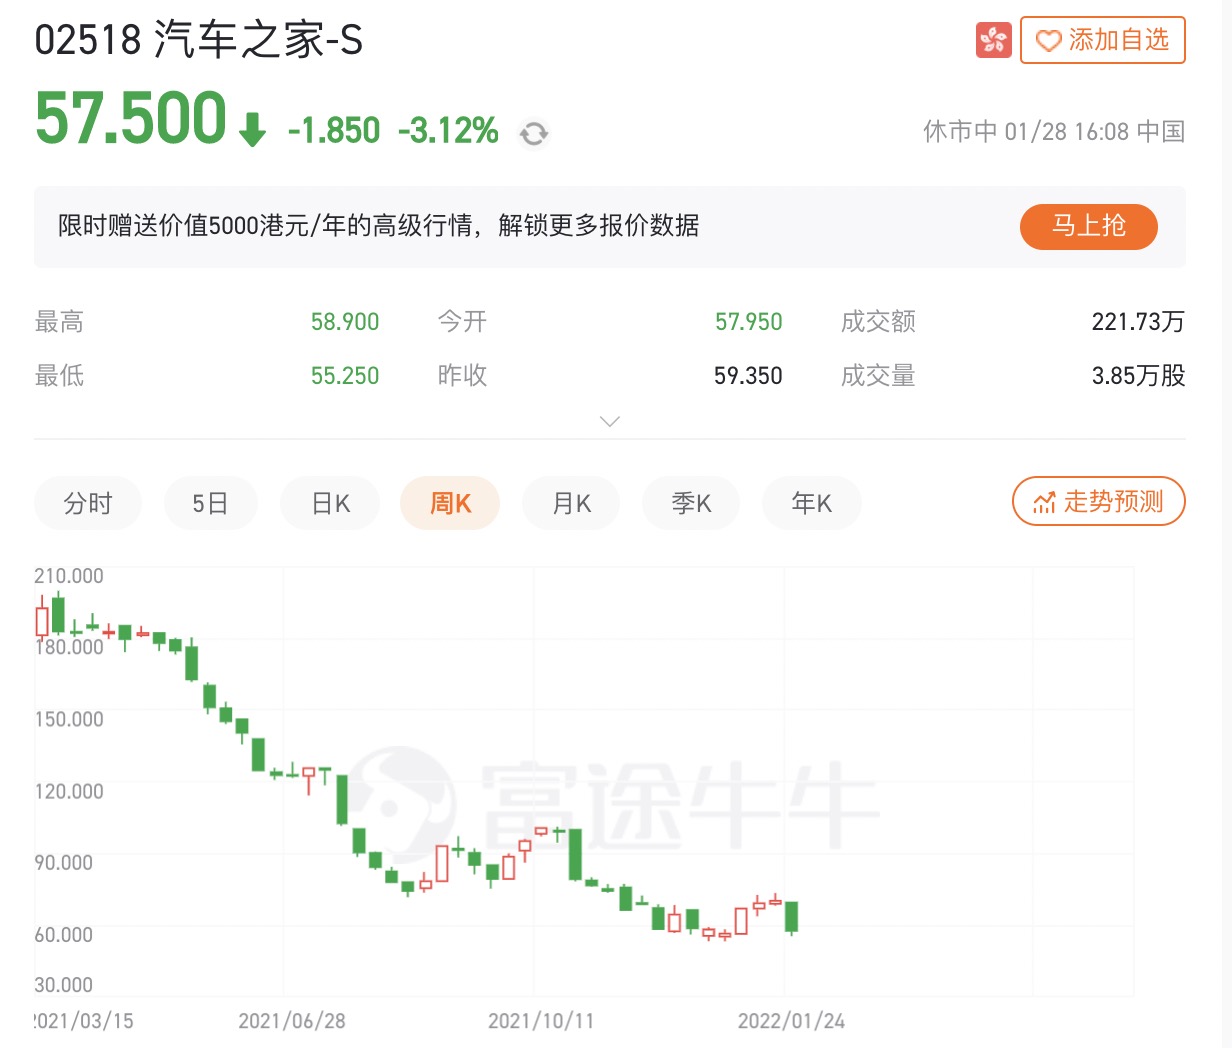 02518 汽车之家-S
添加自选
57.500 -1.850 -3.12%
休市中 01/28 16:08 中国
限时赠送价值5000港元/年的高级行情，解锁更多报价数据
马上抢
最高 58.900 今开 57.950 成交额 221.73万
最低 55.250 昨收 59.350 成交量 3.85万股
分时 5日 日K 周K 月K 季K 年K 走势预测
210.000
180.000
150.000
120.000
富途牛牛
90.000
60.000
30.000
2021/03/15 2021/06/28 2021/10/11 2022/01/24